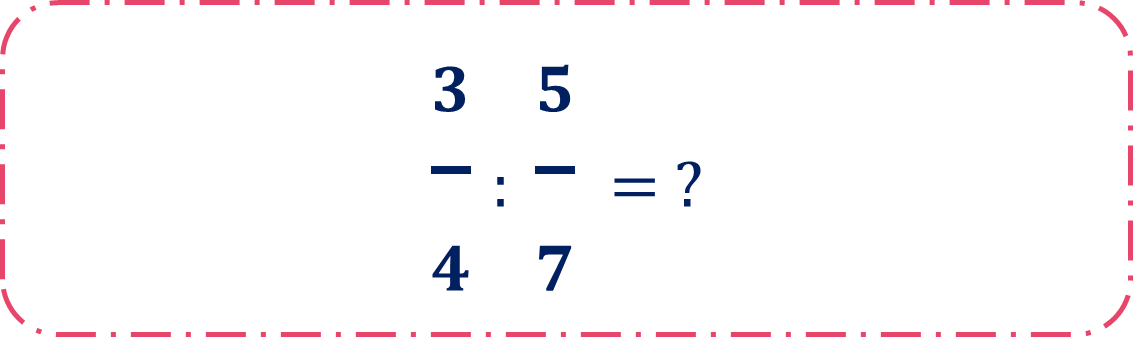 3 5
— : — = ?
4 7